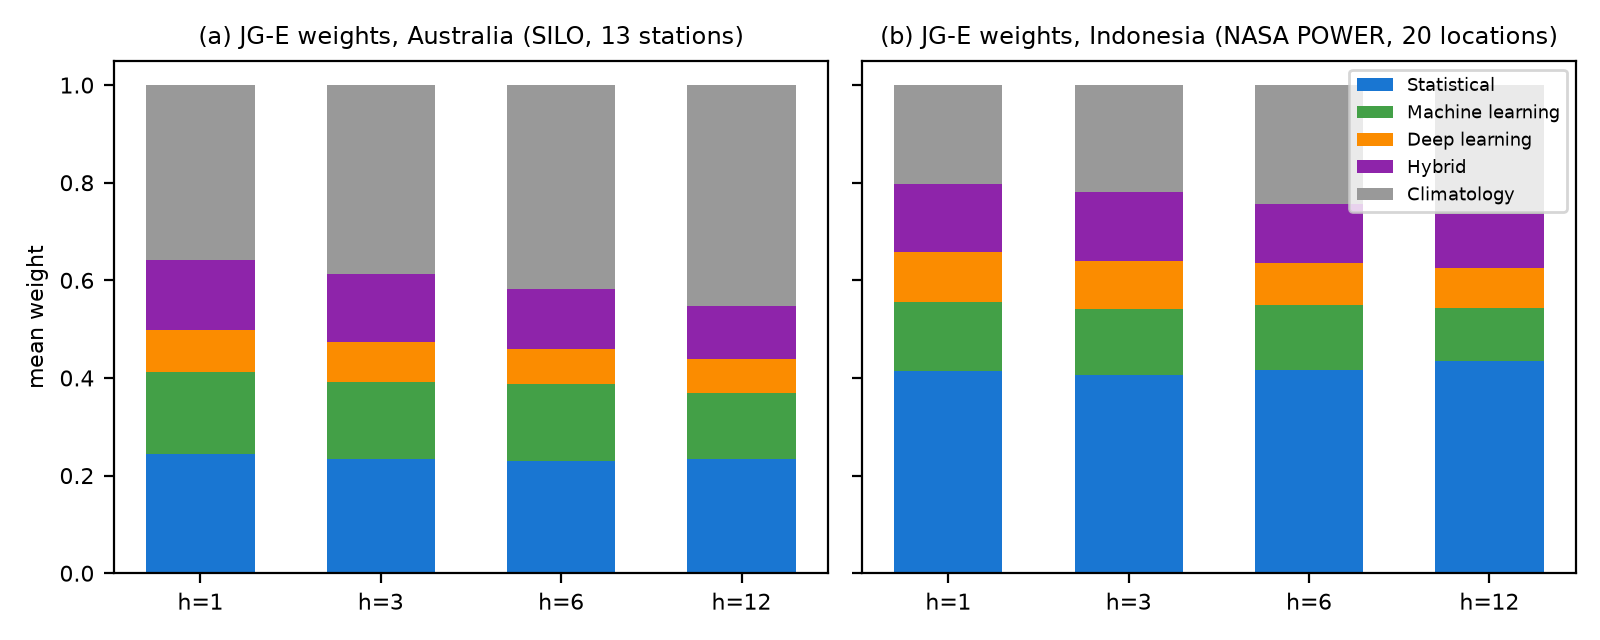 (a) JG-E weights, Australia (SILO, 13 stations)
mean weight
1.0
0.8
0.6
0.4
0.2
0.0
h=1 h=3 h=6 h=12
(b) JG-E weights, Indonesia (NASA POWER, 20 locations)
Statistical
Machine learning
Deep learning
Hybrid
Climatology
h=1 h=3 h=6 h=12